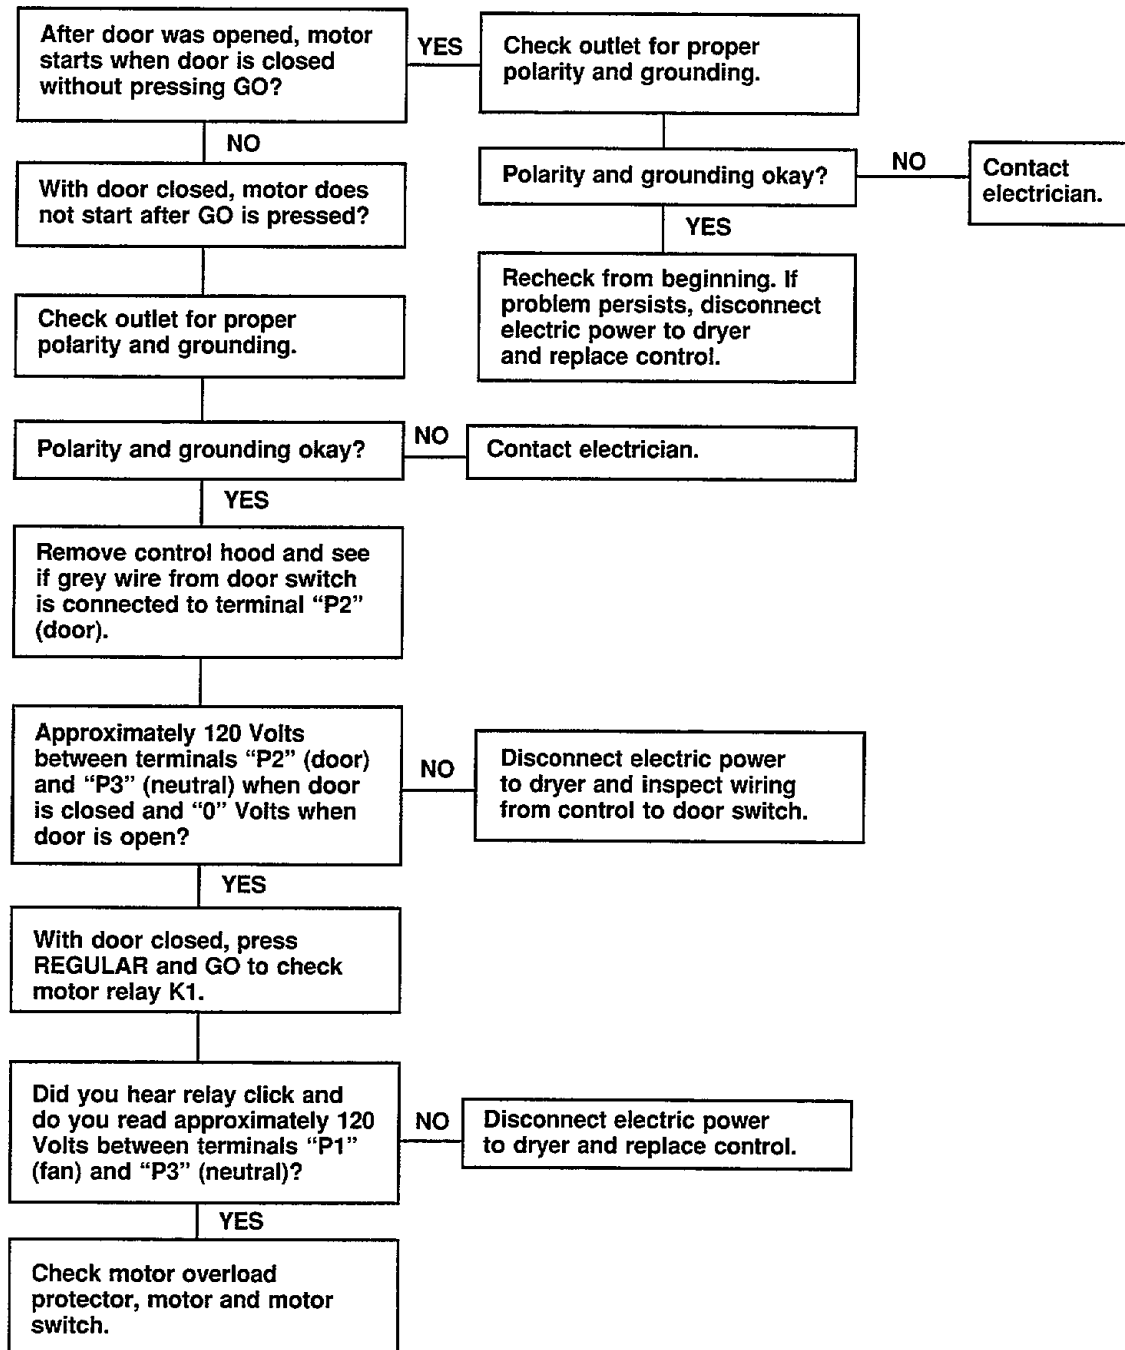 After door was opened, motor
starts when door is closed
without pressing GO?
YES
Check outlet for proper
polarity and grounding.
NO
Polarity and grounding okay?
NO
Contact
electrician.
YES
Recheck from beginning. If
problem persists, disconnect
electric power to dryer
and replace control.
With door closed, motor does
not start after GO is pressed?
Check outlet for proper
polarity and grounding.
Polarity and grounding okay?
NO
Contact electrician.
YES
Remove control hood and see
if grey wire from door switch
is connected to terminal “P2”
(door).
Approximately 120 Volts
between terminals “P2” (door)
and “P3” (neutral) when door
is closed and “0” Volts when
door is open?
NO
Disconnect electric power
to dryer and inspect wiring
from control to door switch.
YES
With door closed, press
REGULAR and GO to check
motor relay K1.
Did you hear relay click and
do you read approximately 120
Volts between terminals “P1”
(fan) and “P3” (neutral)?
NO
Disconnect electric power
to dryer and replace control.
YES
Check motor overload
protector, motor and motor
switch.